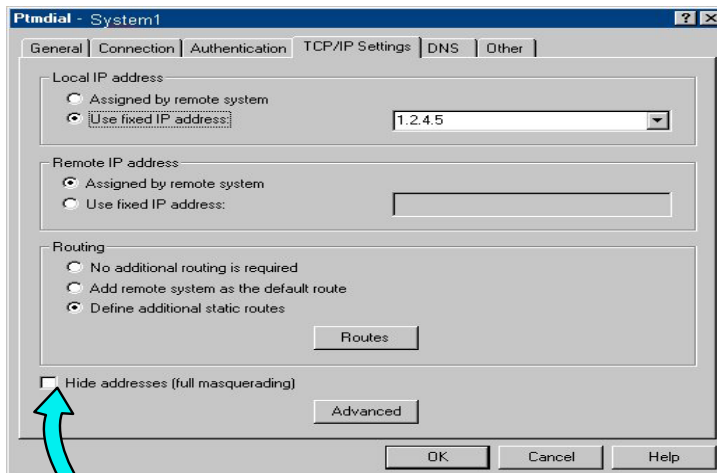 Ptmdial - System1
General Connection Authentication TCP/IP Settings DNS Other
Local IP address
Assigned by remote system
Use fixed IP address: 1.2.4.5
Remote IP address
Assigned by remote system
Use fixed IP address:
Routing
No additional routing is required
Add remote system as the default route
Define additional static routes
Routes
Hide addresses (full masquerading)
Advanced
OK Cancel Help